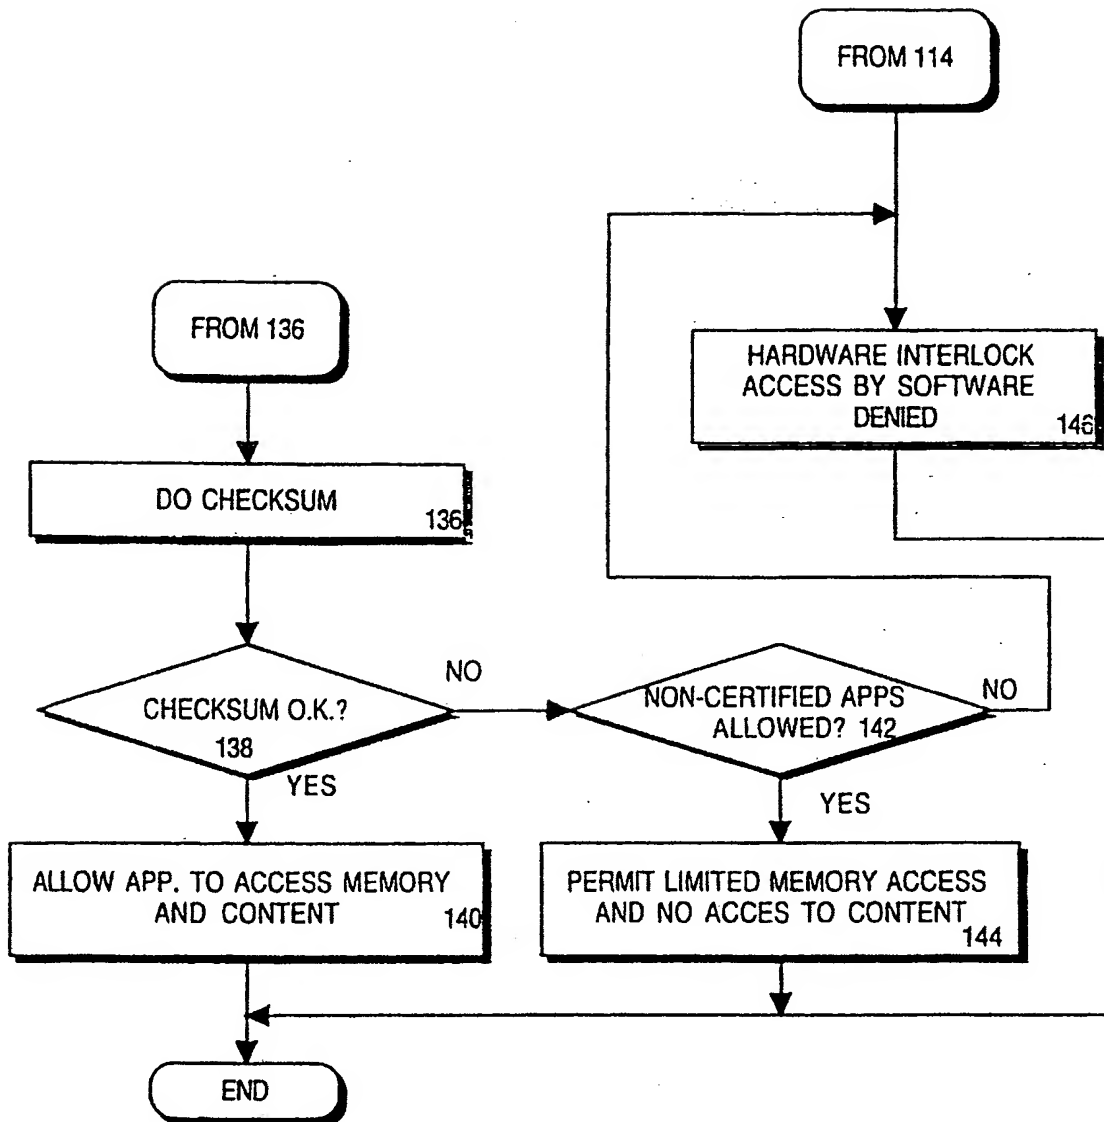 FROM 114
FROM 136
HARDWARE INTERLOCK
ACCESS BY SOFTWARE
DENIED
146
DO CHECKSUM
136
NO
CHECKSUM O.K.?
138
YES
NON-CERTIFIED APPS
ALLOWED? 142
NO
YES
ALLOW APP. TO ACCESS MEMORY
AND CONTENT
140
PERMIT LIMITED MEMORY ACCESS
AND NO ACCES TO CONTENT
144
END